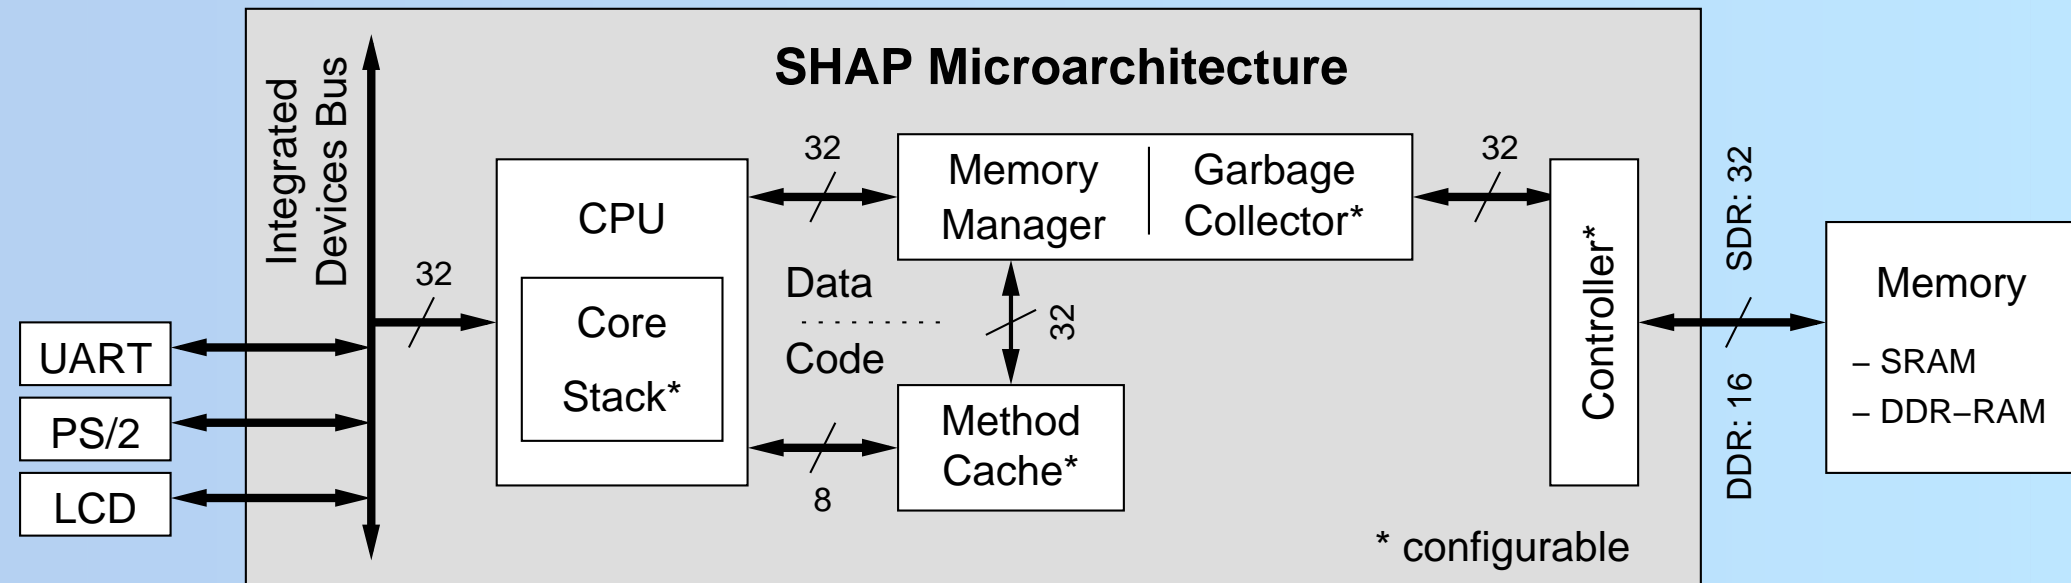 SHAP Microarchitecture
Integrated
Devices Bus
UART
PS/2
LCD
32
CPU
Core
Stack*
32
Data
Code
8
Memory
Manager
Garbage
Collector*
32
Method
Cache*
32
Controller*
* configurable
SDR: 32
DDR: 16
Memory
– SRAM
– DDR–RAM